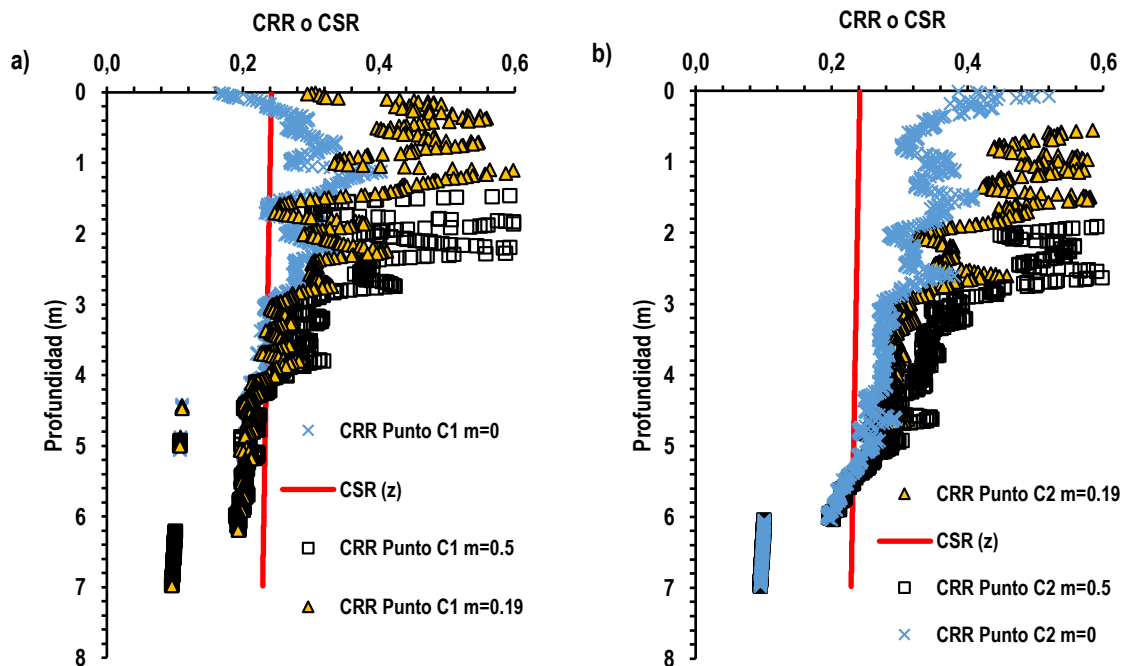 CRR o CSR
a)
0,0 0,2 0,4 0,6
0
1
2
3
4
5
6
7
8
Profundidad (m)
CRR Punto C1 m=0
CSR (z)
CRR Punto C1 m=0.5
CRR Punto C1 m=0.19
CRR o CSR
b)
0,0 0,2 0,4 0,6
0
1
2
3
4
5
6
7
8
Profundidad (m)
CRR Punto C2 m=0.19
CSR (z)
CRR Punto C2 m=0.5
CRR Punto C2 m=0